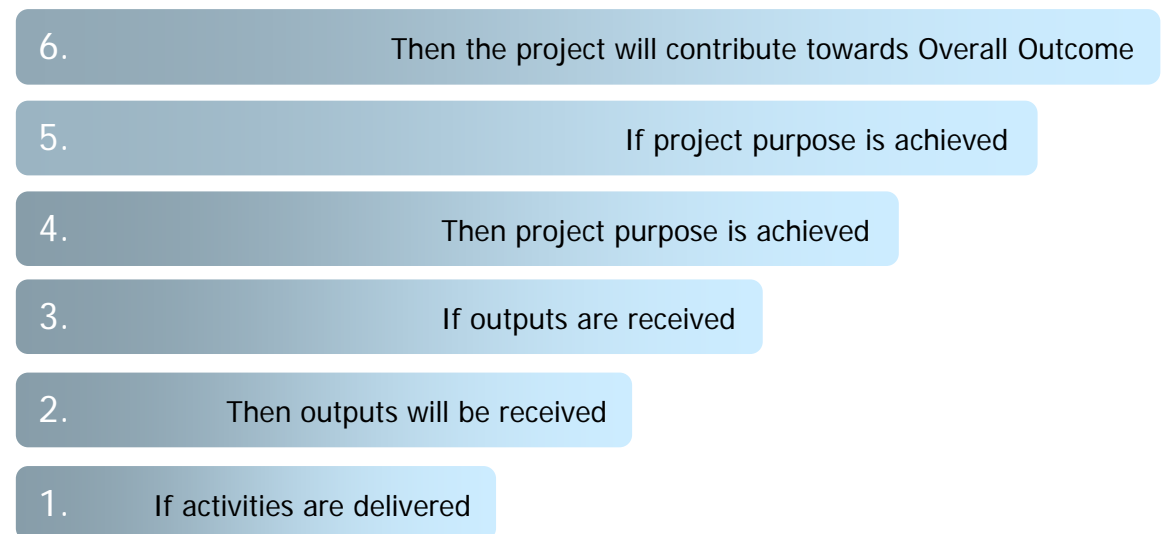 6. Then the project will contribute towards Overall Outcome
5. If project purpose is achieved
4. Then project purpose is achieved
3. If outputs are received
2. Then outputs will be received
1. If activities are delivered